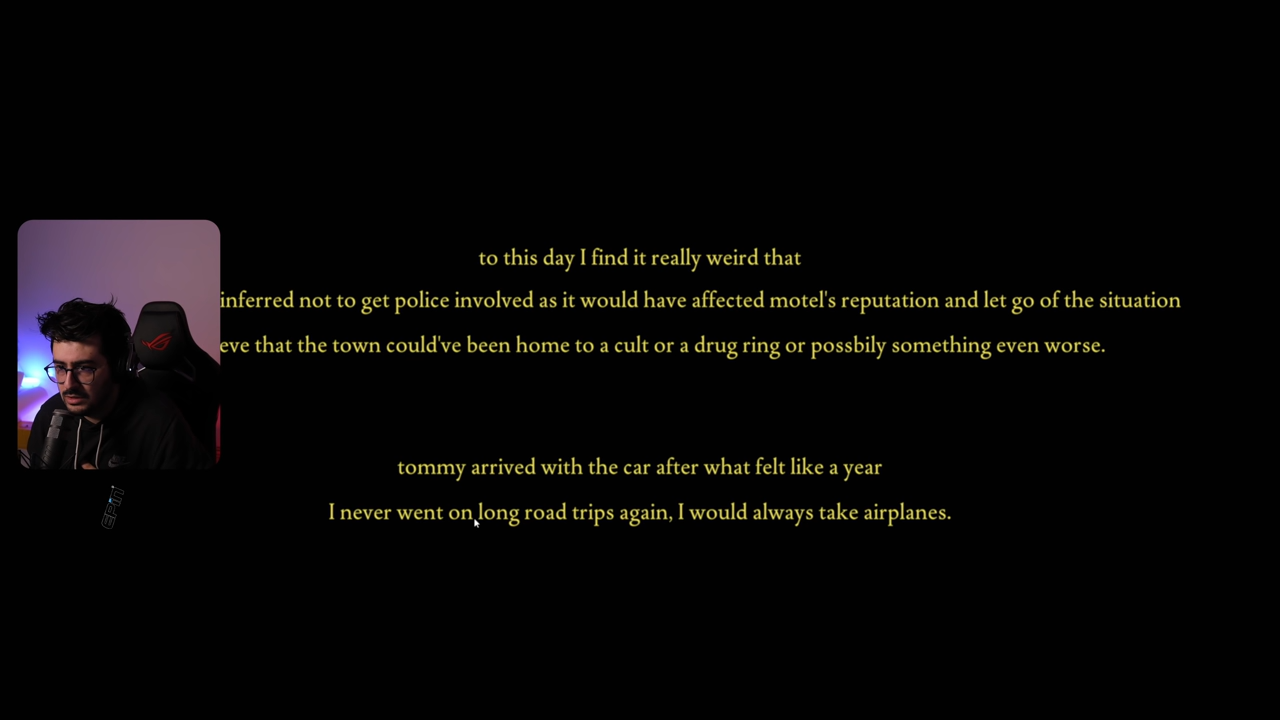 to this day I find it really weird that
inferred not to get police involved as it would have affected motel's reputation and let go of the situation
that the town could've been home to a cult or a drug ring or possbily something even worse.
tommy arrived with the car after what felt like a year
I never went on long road trips again, I would always take airplanes.
EPIN